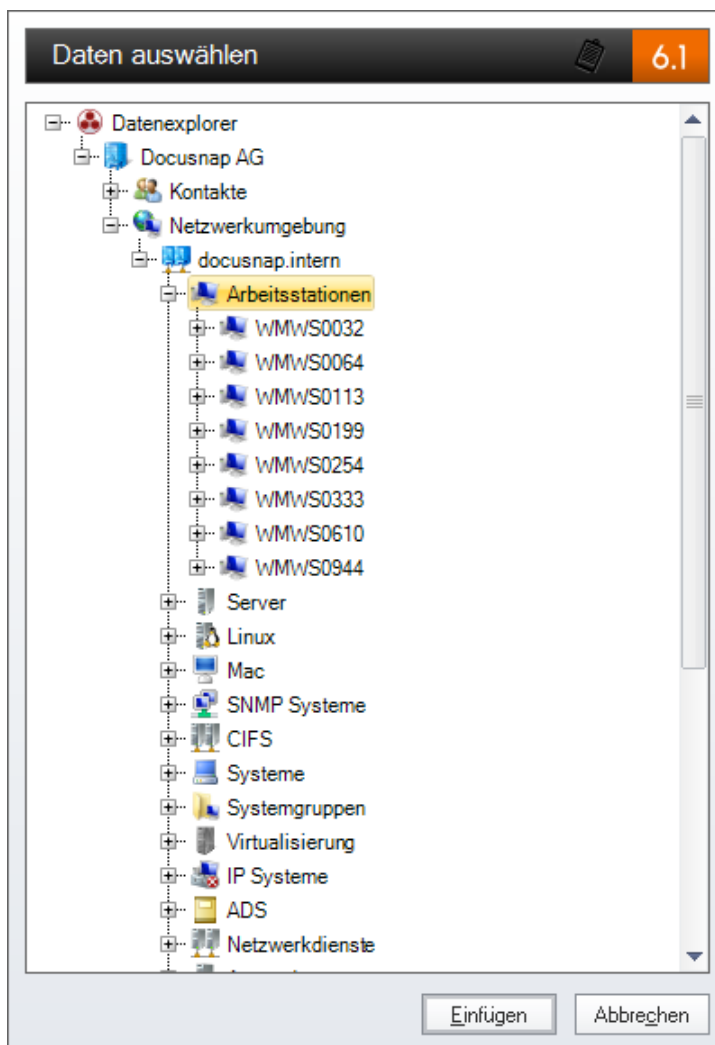 Daten auswählen
6.1
Datenexplorer
Docusnap AG
Kontakte
Netzwerkumgebung
docusnap.intern
Arbeitsstationen
WMWS0032
WMWS0064
WMWS0113
WMWS0199
WMWS0254
WMWS0333
WMWS0610
WMWS0944
Server
Linux
Mac
SNMP Systeme
CIFS
Systeme
Systemgruppen
Virtualisierung
IP Systeme
ADS
Netzwerkdienste
Einfügen
Abbrechen